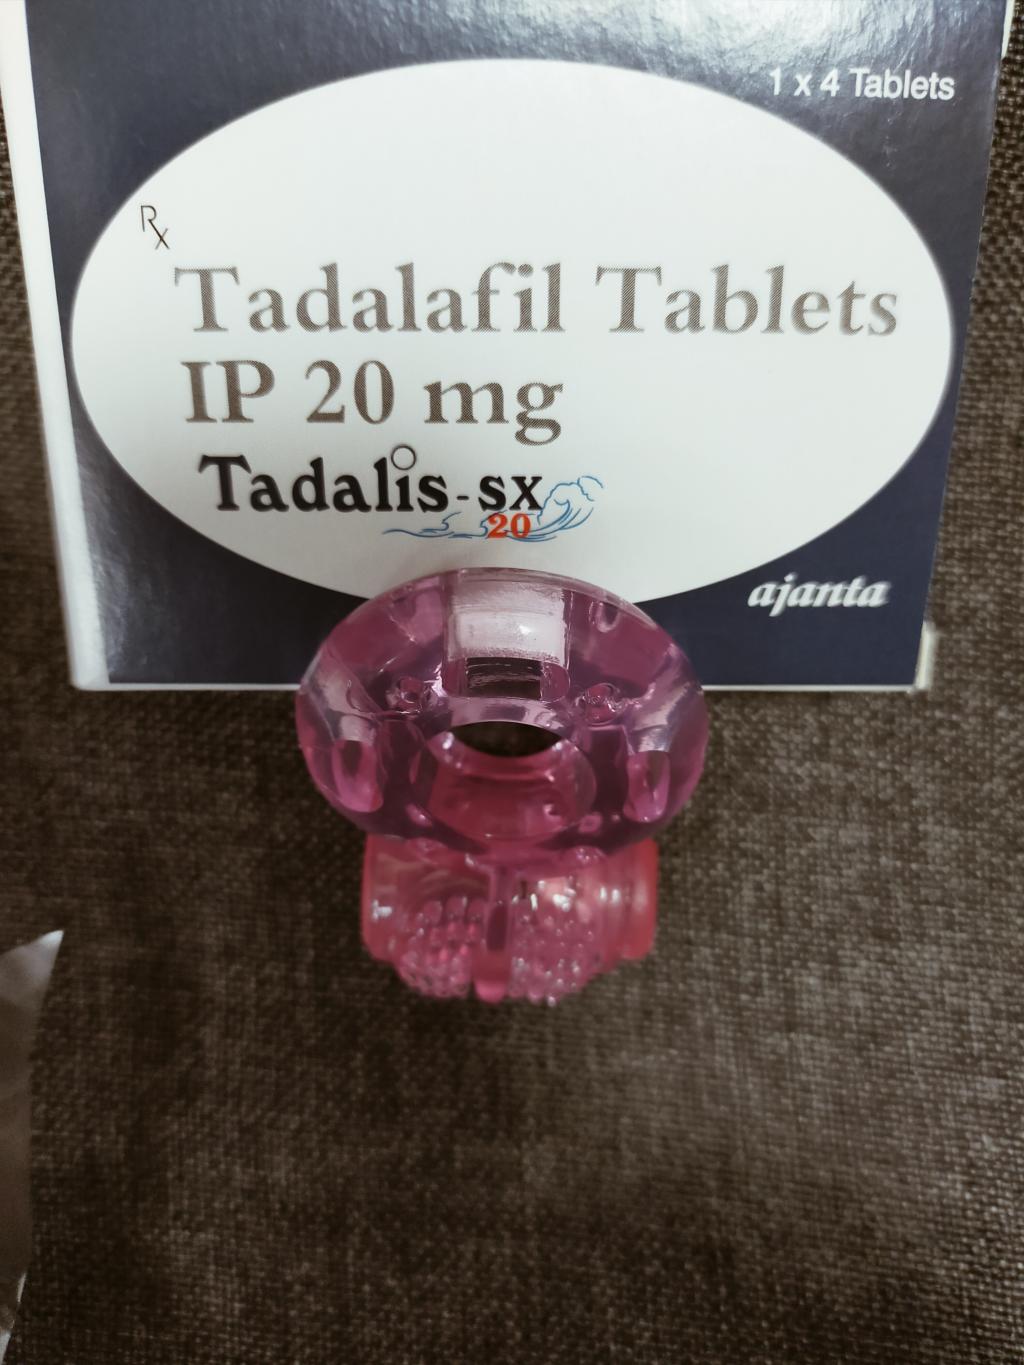 1 x 4 Tablets
Rx
Tadalafil Tablets
IP 20 mg
Tadalis-sx
20
ajanta